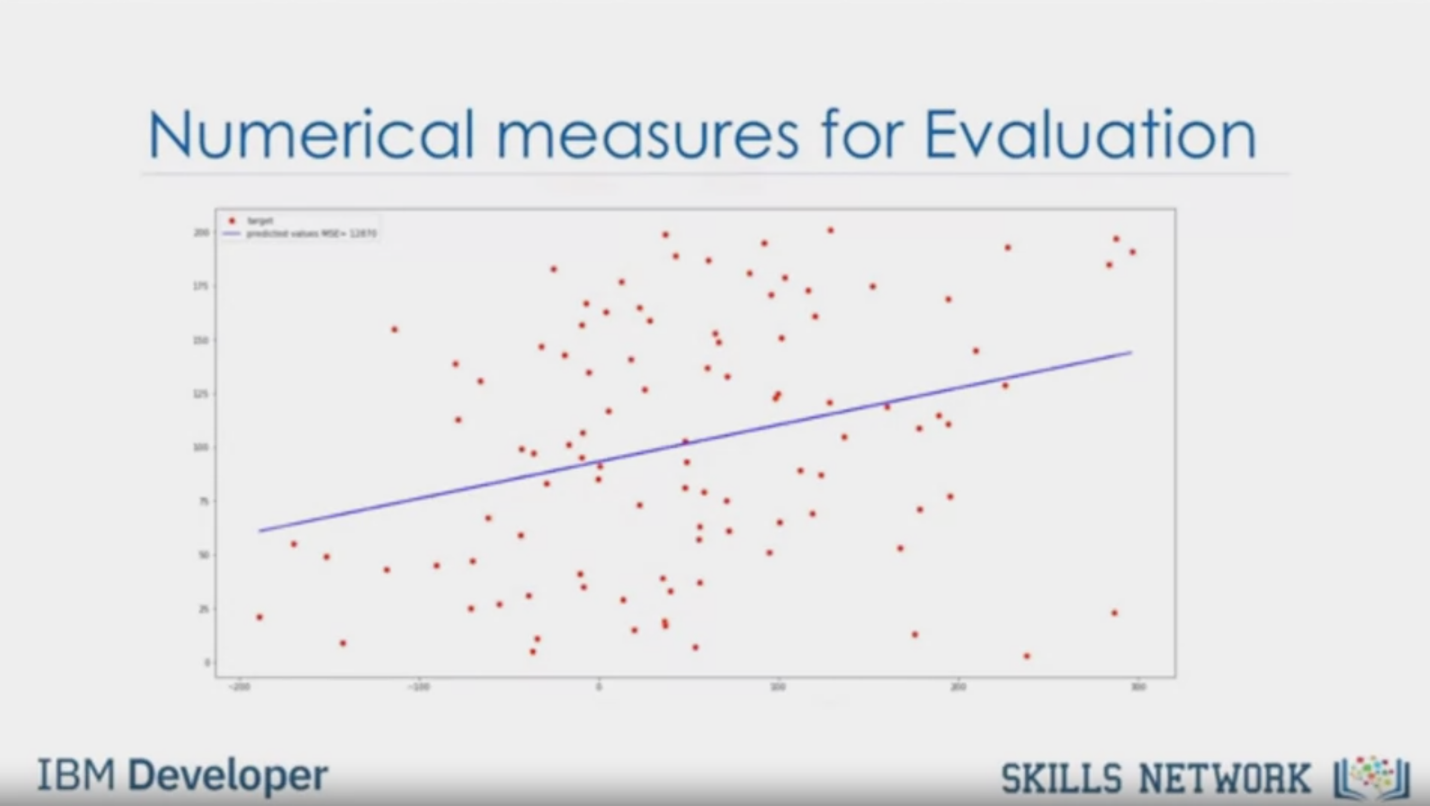 Numerical measures for Evaluation
target
predicted values MSE= 12870
200
175
150
125
100
75
50
25
0
-200 -100 0 100 200 300
IBM Developer
SKILLS NETWORK